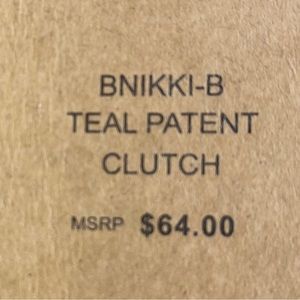 BNIKKI-B
TEAL PATENT
CLUTCH
MSRP $64.00